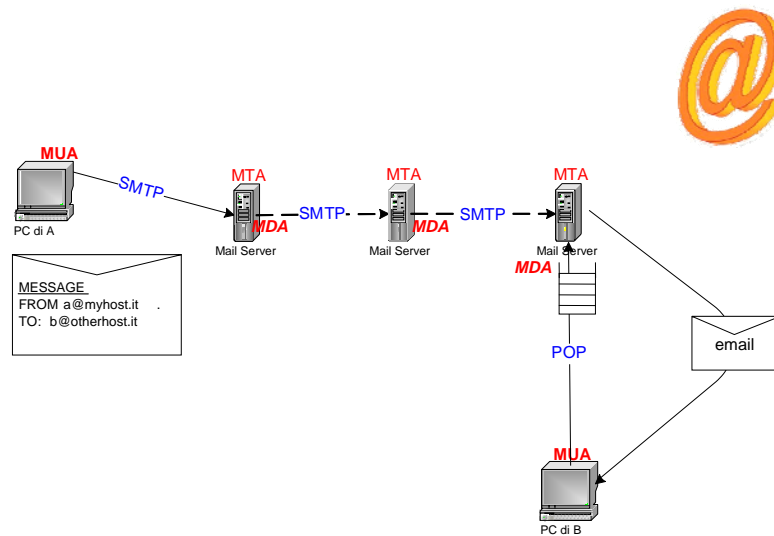 MUA
SMTP
PC di A
MTA
MDA
Mail Server
SMTP
MTA
MDA
Mail Server
SMTP
MTA
Mail Server
MDA
MESSAGE
FROM a@myhost.it .
TO: b@otherhost.it
POP
email
MUA
PC di B
@